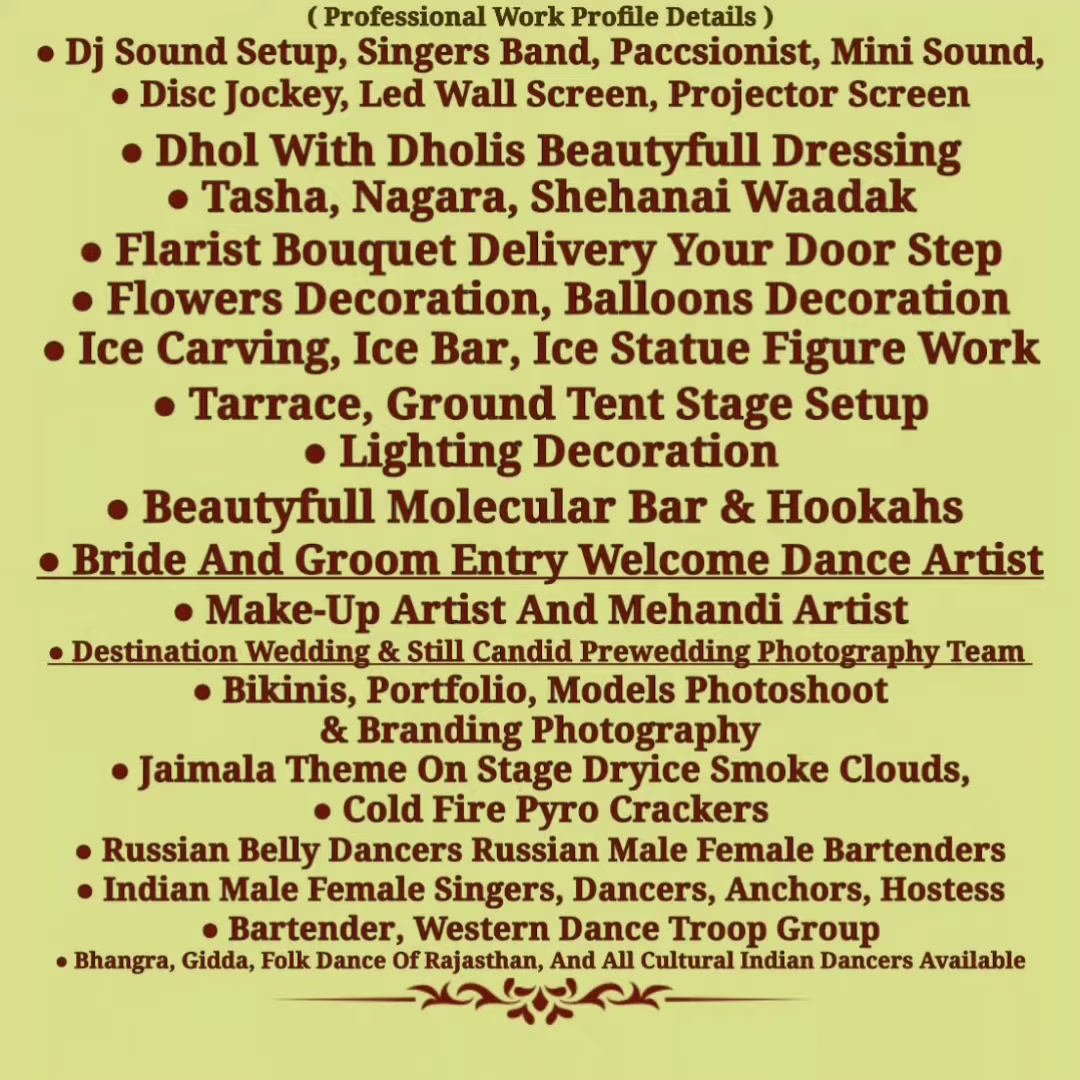 ( Professional Work Profile Details )
● Dj Sound Setup, Singers Band, Paccsionist, Mini Sound,
● Disc Jockey, Led Wall Screen, Projector Screen
● Dhol With Dholis Beautyfull Dressing
● Tasha, Nagara, Shehanai Waadak
● Flarist Bouquet Delivery Your Door Step
● Flowers Decoration, Balloons Decoration
● Ice Carving, Ice Bar, Ice Statue Figure Work
● Tarrace, Ground Tent Stage Setup
● Lighting Decoration
● Beautyfull Molecular Bar & Hookahs
● Bride And Groom Entry Welcome Dance Artist
● Make-Up Artist And Mehandi Artist
● Destination Wedding & Still Candid Prewedding Photography Team
● Bikinis, Portfolio, Models Photoshoot
& Branding Photography
● Jaimala Theme On Stage Dryice Smoke Clouds,
● Cold Fire Pyro Crackers
● Russian Belly Dancers Russian Male Female Bartenders
● Indian Male Female Singers, Dancers, Anchors, Hostess
● Bartender, Western Dance Troop Group
● Bhangra, Gidda, Folk Dance Of Rajasthan, And All Cultural Indian Dancers Available